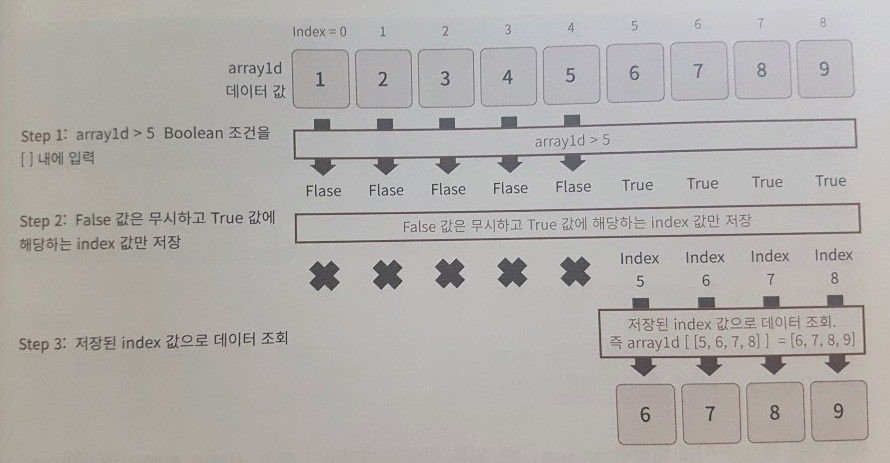 Index = 0 1 2 3 4 5 6 7 8
array1d
데이터 값
1 2 3 4 5 6 7 8 9
Step 1: array1d > 5 Boolean 조건을
[ ] 내에 입력
array1d > 5
Flase Flase Flase Flase Flase True True True True
Step 2: False 값은 무시하고 True 값에
해당하는 index 값만 저장
False 값은 무시하고 True 값에 해당하는 index 값만 저장
Index Index Index Index
5 6 7 8
Step 3: 저장된 index 값으로 데이터 조회
저장된 index 값으로 데이터 조회.
즉 array1d [ [5, 6, 7, 8] ] = [6, 7, 8, 9]
6 7 8 9